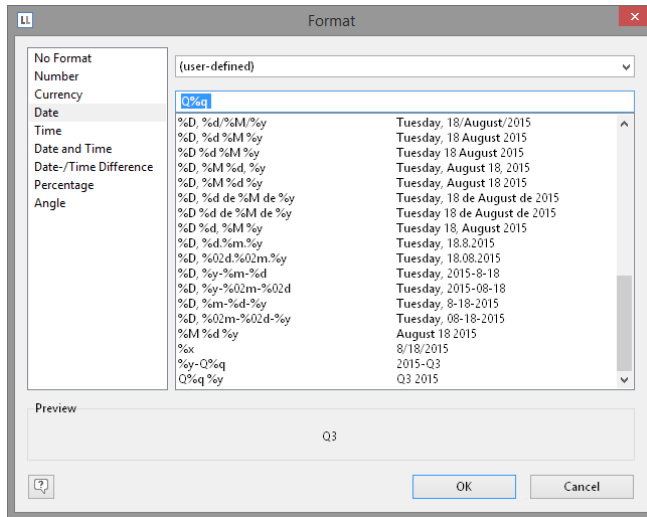 LL Format
No Format
Number
Currency
Date
Time
Date and Time
Date-/Time Difference
Percentage
Angle
(user-defined)
Q%q
%D, %d/%M/%y Tuesday, 18/August/2015
%D, %d %M %y Tuesday, 18 August 2015
%D %d %M %y Tuesday 18 August 2015
%D, %M %d, %y Tuesday, August 18, 2015
%D, %M %d %y Tuesday, August 18 2015
%D, %d de %M de %y Tuesday, 18 de August de 2015
%D %d de %M de %y Tuesday 18 de August de 2015
%D %d, %M %y Tuesday 18, August 2015
%D, %d.%m.%y Tuesday, 18.8.2015
%D, %02d.%02m.%y Tuesday, 18.08.2015
%D, %y-%m-%d Tuesday, 2015-8-18
%D, %y-%02m-%02d Tuesday, 2015-08-18
%D, %m-%d-%y Tuesday, 8-18-2015
%D, %02m-%02d-%y Tuesday, 08-18-2015
%M %d %y August 18 2015
%x 8/18/2015
%y-Q%q 2015-Q3
Q%q %y Q3 2015
Preview
Q3
? OK Cancel